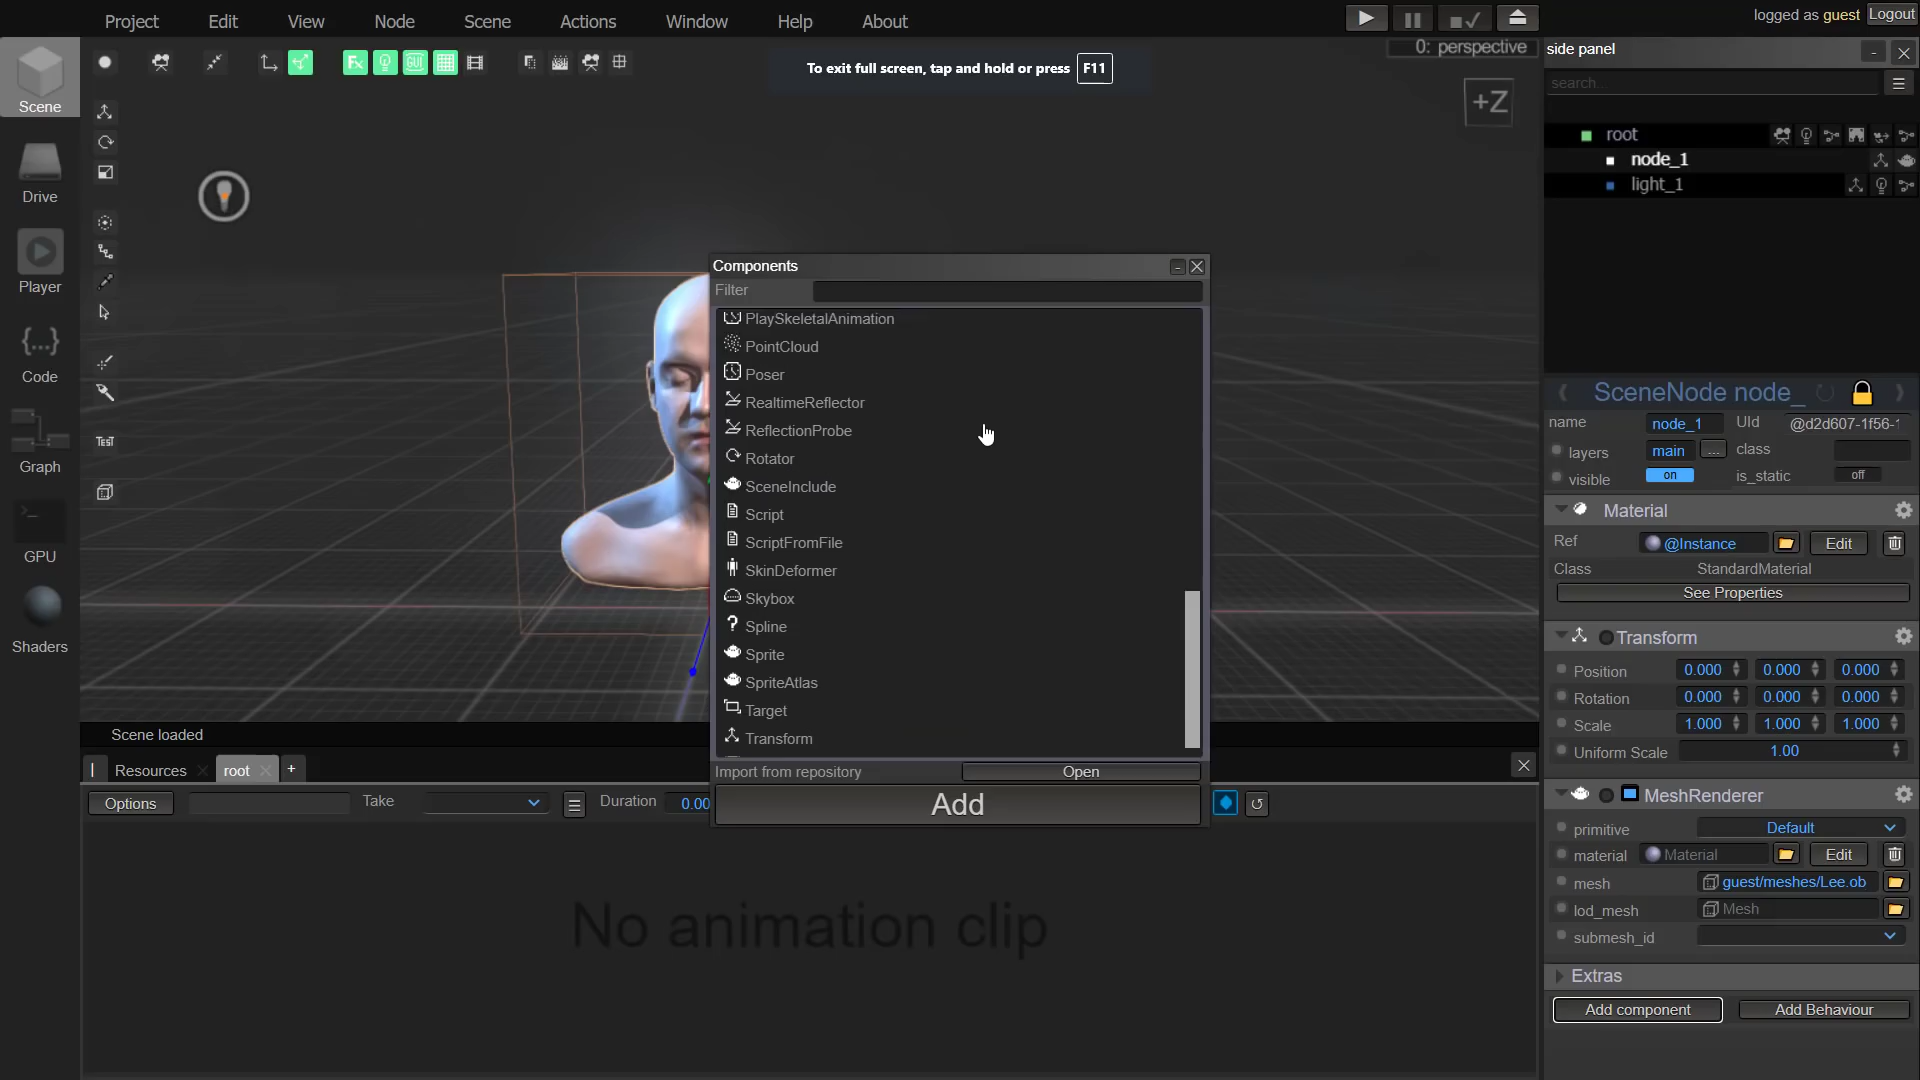 Project Edit View Node Scene Actions Window Help About
logged as guest Logout
Scene
Drive
Player
Code
Graph
GPU
Shaders
Fx GUI
To exit full screen, tap and hold or press F11
0: perspective
+Z
TEST
side panel
search...
root
node_1
light_1
Components
Filter
PlaySkeletalAnimation
PointCloud
Poser
RealtimeReflector
ReflectionProbe
Rotator
SceneInclude
Script
ScriptFromFile
SkinDeformer
Skybox
Spline
Sprite
SpriteAtlas
Target
Transform
Import from repository Open
Add
SceneNode node_
name node_1 UId @d2d607-1f56-1
layers main ... class
visible on is_static off
Material
Ref @Instance Edit
Class StandardMaterial
See Properties
Transform
Position 0.000 0.000 0.000
Rotation 0.000 0.000 0.000
Scale 1.000 1.000 1.000
Uniform Scale 1.00
MeshRenderer
primitive Default
material Material Edit
mesh guest/meshes/Lee.ob
lod_mesh Mesh
submesh_id
Extras
Add component Add Behaviour
Scene loaded
Resources root +
Options Take Duration 0.00
No animation clip